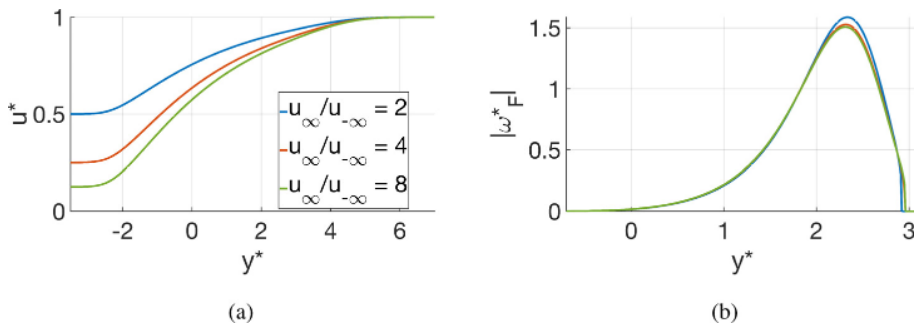 1
0.5
0
u*
-2 0 2 4 6
y*
u∞/u-∞ = 2
u∞/u-∞ = 4
u∞/u-∞ = 8
(a)
1.5
1
0.5
0
|ω*F|
0 1 2 3
y*
(b)